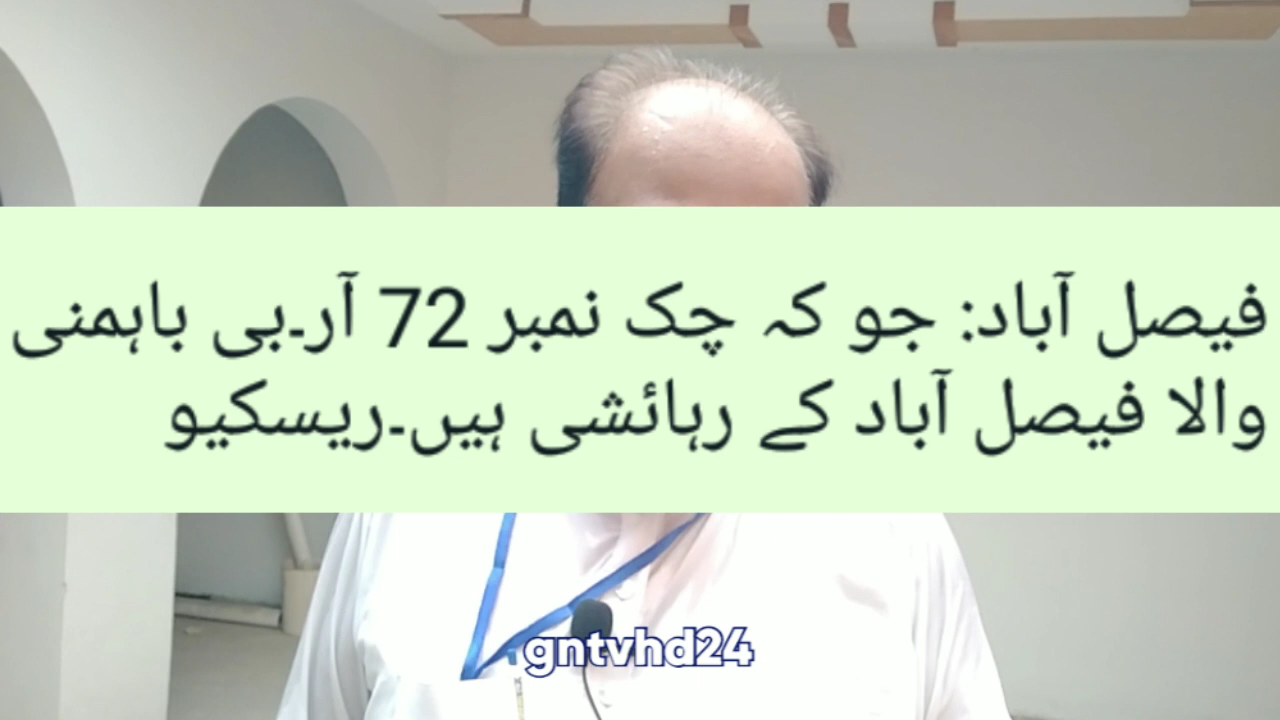 فیصل آباد: جو کہ چک نمبر 72 آر۔بی باہمنی
والا فیصل آباد کے رہائشی ہیں۔ریسکیو
gntvhd24